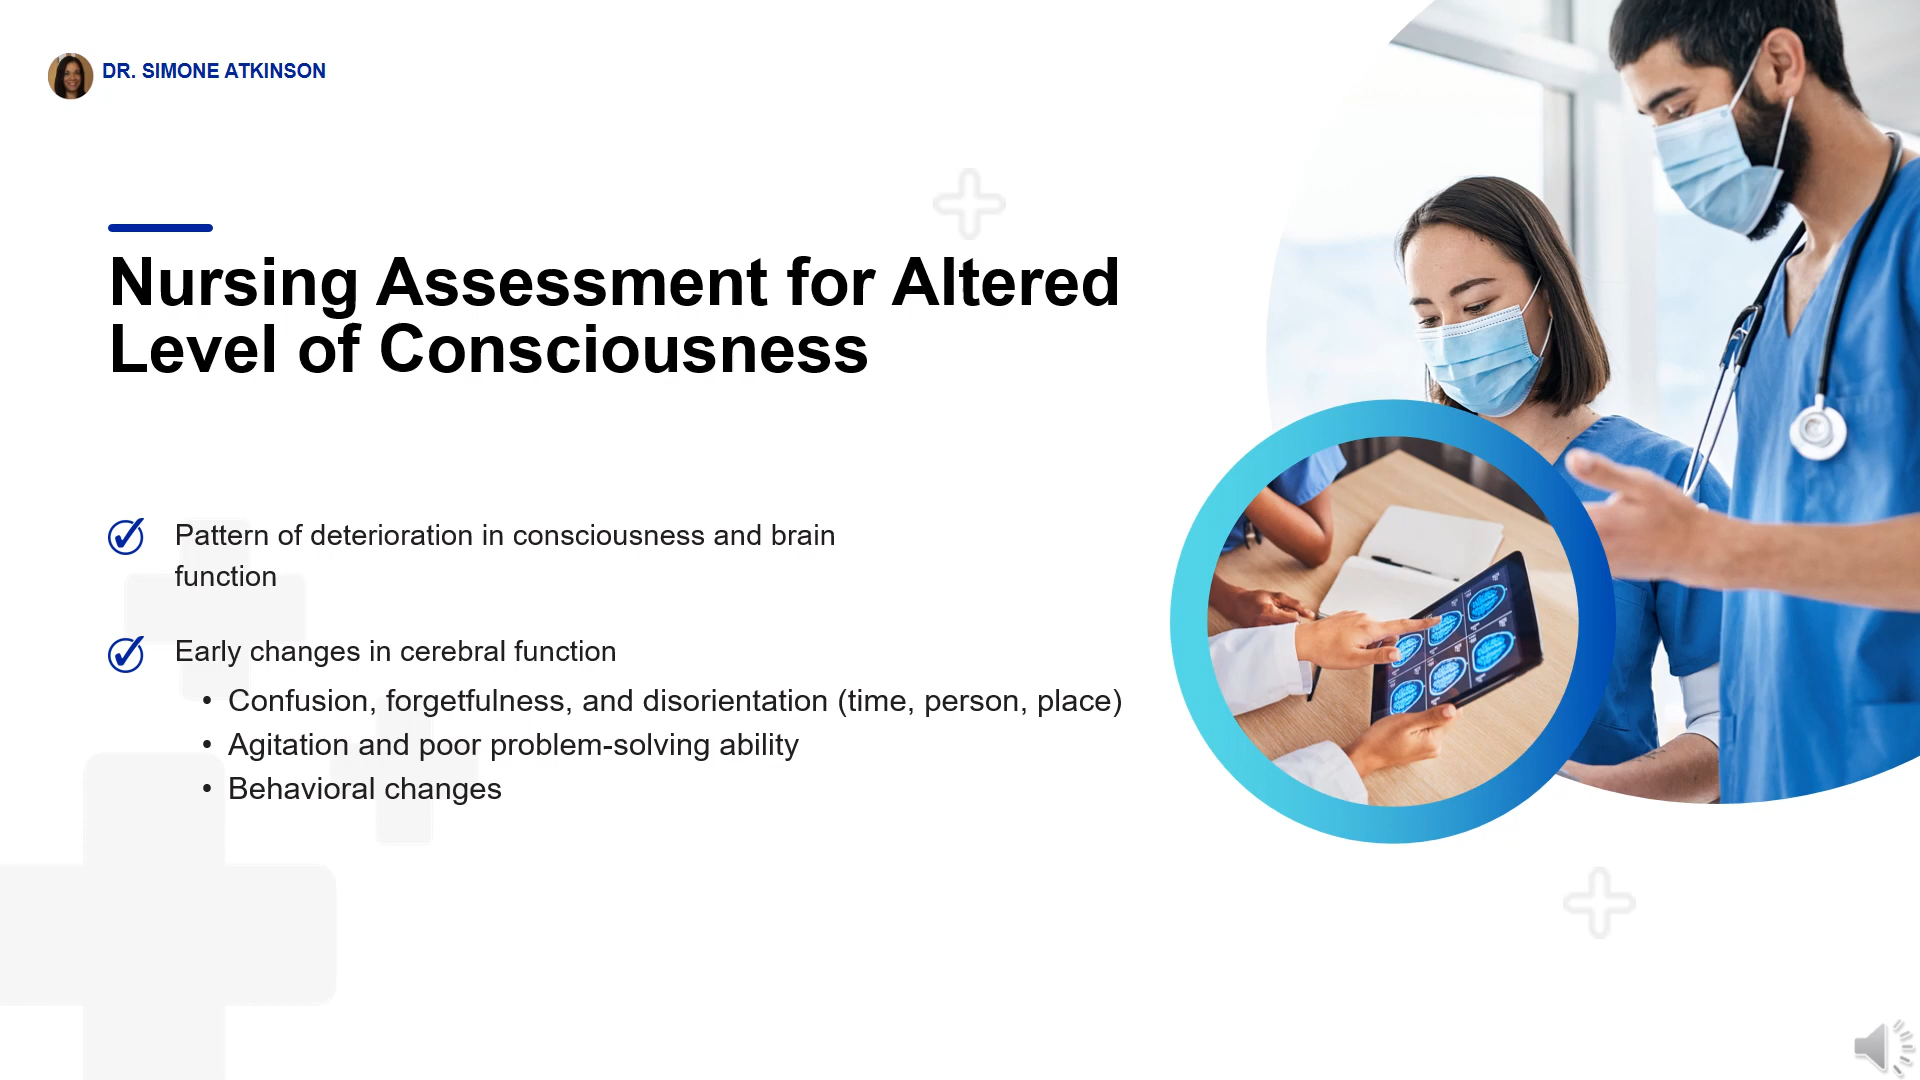 DR. SIMONE ATKINSON
Nursing Assessment for Altered
Level of Consciousness
Pattern of deterioration in consciousness and brain
function
Early changes in cerebral function
• Confusion, forgetfulness, and disorientation (time, person, place)
• Agitation and poor problem-solving ability
• Behavioral changes